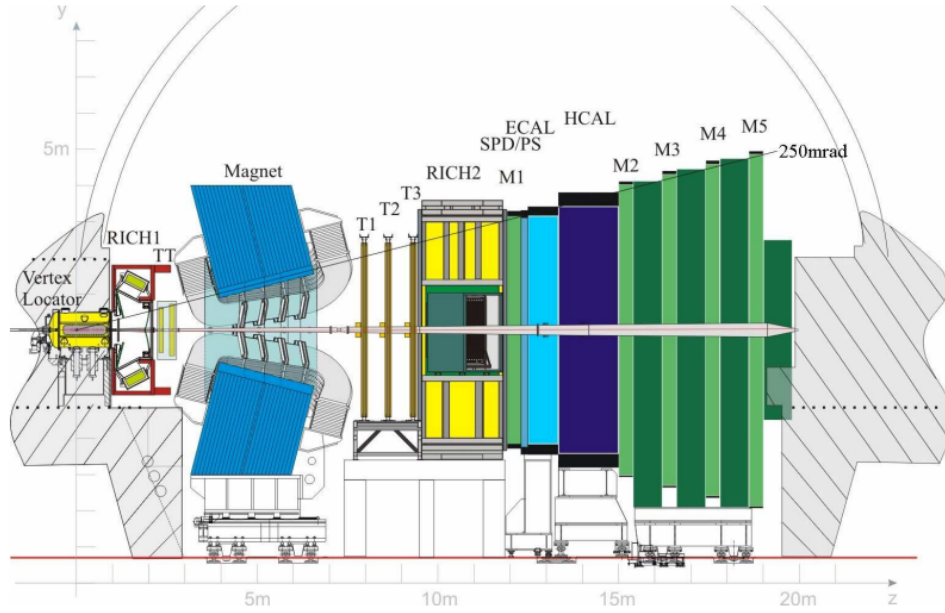 y
5m
Magnet
RICH1
TT
Vertex
Locator
T1
T2
T3
RICH2
M1
SPD/PS
ECAL
HCAL
M2
M3
M4
M5
250mrad
5m
10m
15m
20m
z